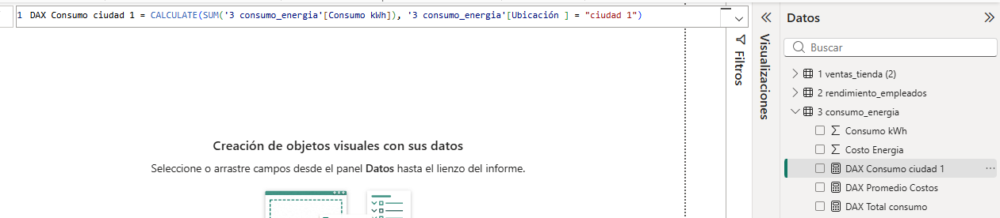 1 DAX Consumo ciudad 1 = CALCULATE(SUM('3 consumo_energia'[Consumo kWh]), '3 consumo_energia'[Ubicación ] = "ciudad 1")
Creación de objetos visuales con sus datos
Seleccione o arrastre campos desde el panel Datos hasta el lienzo del informe.
Filtros
Visualizaciones
Datos
Buscar
1 ventas_tienda (2)
2 rendimiento_empleados
3 consumo_energia
Consumo kWh
Costo Energia
DAX Consumo ciudad 1
DAX Promedio Costos
DAX Total consumo